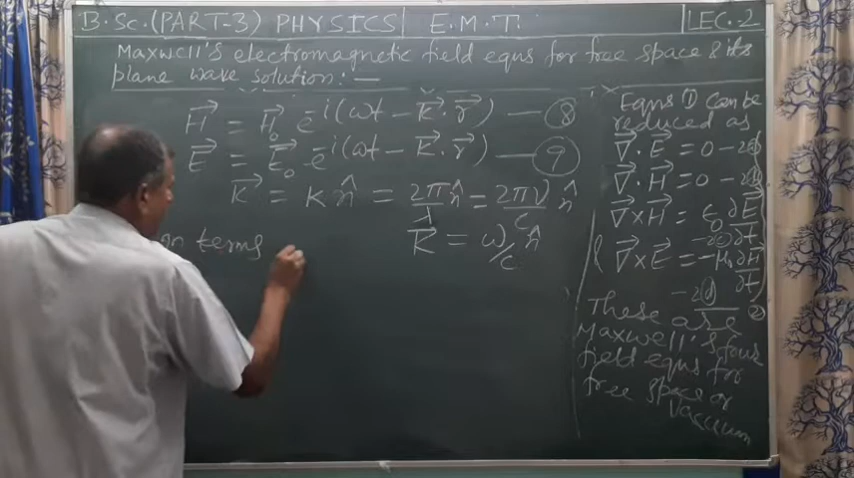 B.Sc.(PART-3) PHYSICS E.M.T. LEC.2
Maxwell's electromagnetic field eqns for free space & its
plane wave solution:—
H⃗ = H⃗₀ e^-i(ωt - K⃗·r⃗) — ⑧
E⃗ = E⃗₀ e^-i(ωt - K⃗·r⃗) — ⑨
K⃗ = K n̂ = 2π/λ n̂ = 2πν/c n̂
K⃗ = ω/c n̂
In terms
Eqns ① can be
reduced as
∇⃗·E⃗ = 0 — 2(a)
∇⃗·H⃗ = 0 — 2(b)
∇⃗×H⃗ = ε₀ ∂E⃗/∂t — 2(c)
& ∇⃗×E⃗ = -μ₀ ∂H⃗/∂t
— 2(d) ②
These are
Maxwell's four
field eqns for
free space or
vacuum